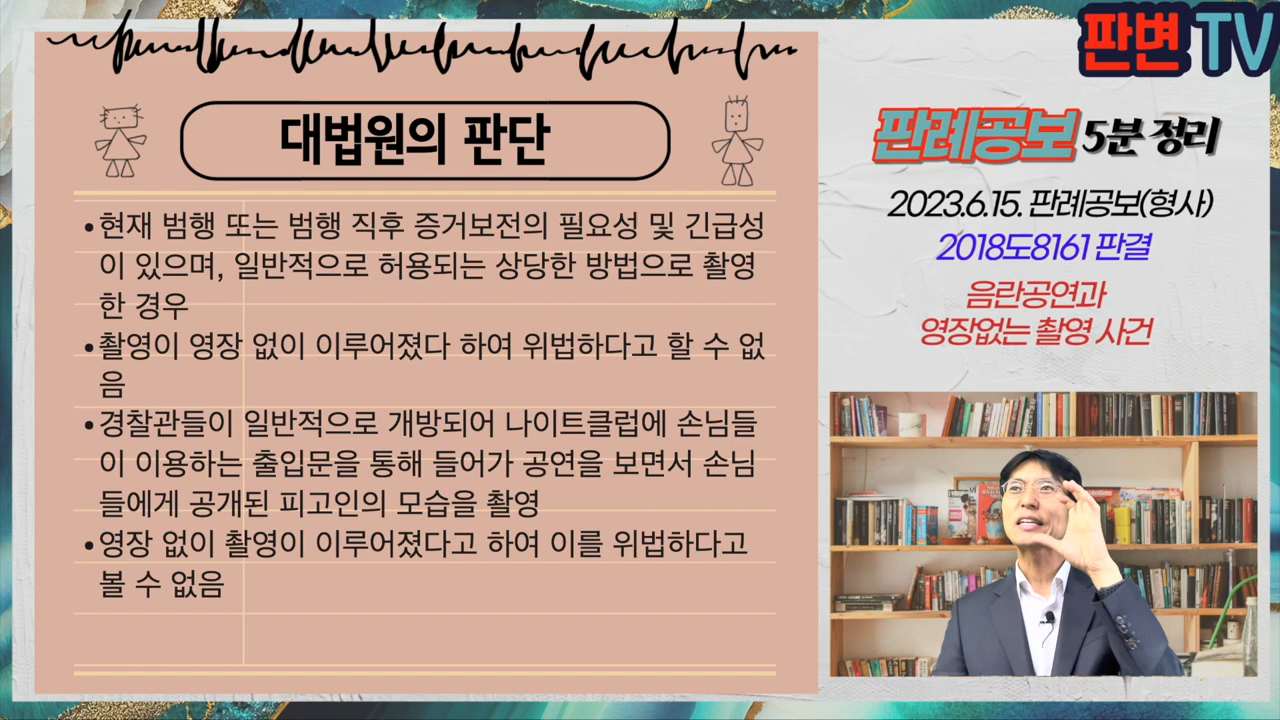 판변 TV
대법원의 판단
•현재 범행 또는 범행 직후 증거보전의 필요성 및 긴급성
이 있으며, 일반적으로 허용되는 상당한 방법으로 촬영
한 경우
•촬영이 영장 없이 이루어졌다 하여 위법하다고 할 수 없
음
•경찰관들이 일반적으로 개방되어 나이트클럽에 손님들
이 이용하는 출입문을 통해 들어가 공연을 보면서 손님
들에게 공개된 피고인의 모습을 촬영
•영장 없이 촬영이 이루어졌다고 하여 이를 위법하다고
볼 수 없음
판례공보 5분 정리
2023.6.15. 판례공보(형사)
2018도8161 판결
음란공연과
영장없는 촬영 사건